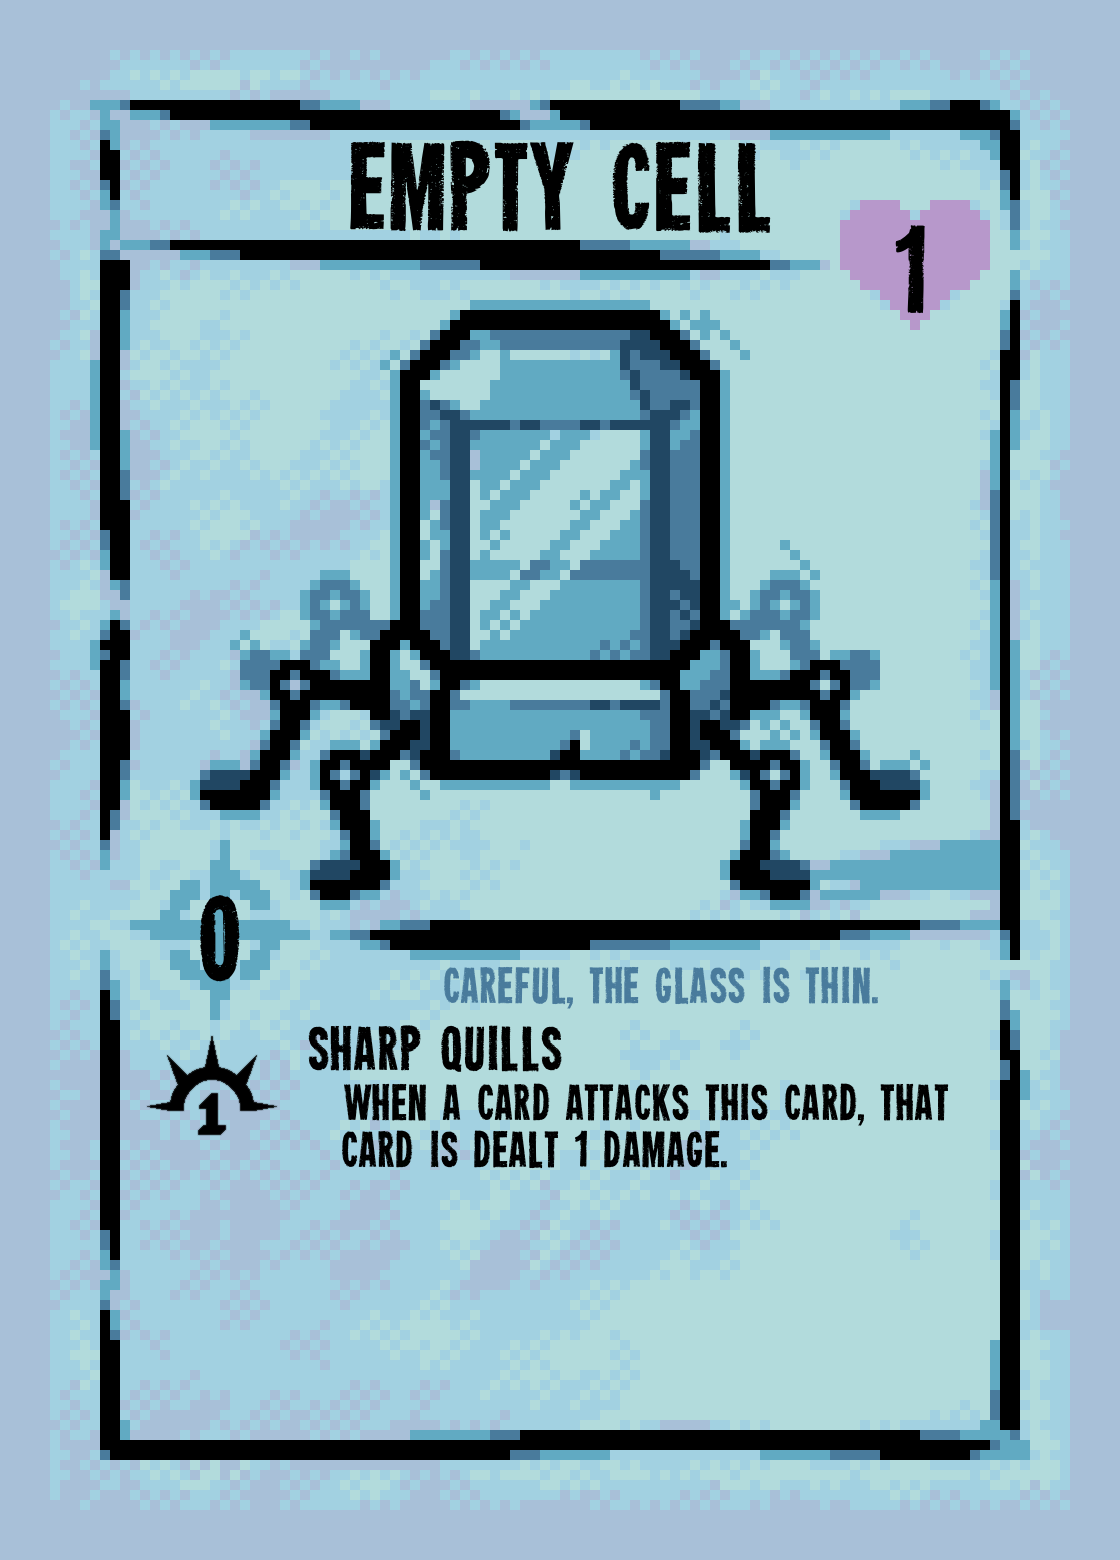 EMPTY CELL
1
0
CAREFUL, THE GLASS IS THIN.
SHARP QUILLS
1
WHEN A CARD ATTACKS THIS CARD, THAT
CARD IS DEALT 1 DAMAGE.